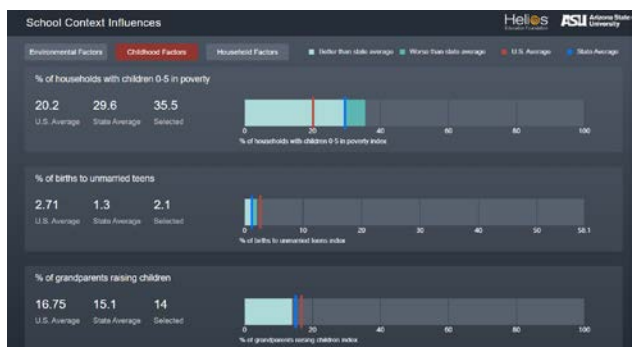 School Context Influences
Helios
Education Foundation
ASU Arizona State
University
Environmental Factors
Childhood Factors
Household Factors
Better than state average
Worse than state average
U.S. Average
State Average
% of households with children 0-5 in poverty
20.2 29.6 35.5
U.S. Average State Average Selected
0 20 40 60 80 100
% of households with children 0-5 in poverty index
% of births to unmarried teens
2.71 1.3 2.1
U.S. Average State Average Selected
0 10 20 30 40 50 58.1
% of births to unmarried teens index
% of grandparents raising children
16.75 15.1 14
U.S. Average State Average Selected
0 20 40 60 80 100
% of grandparents raising children index